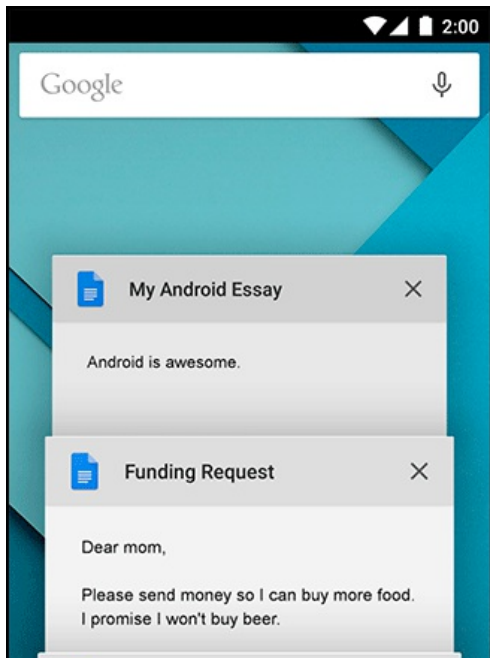 2:00
Google
My Android Essay
Android is awesome.
Funding Request
Dear mom,
Please send money so I can buy more food.
I promise I won't buy beer.